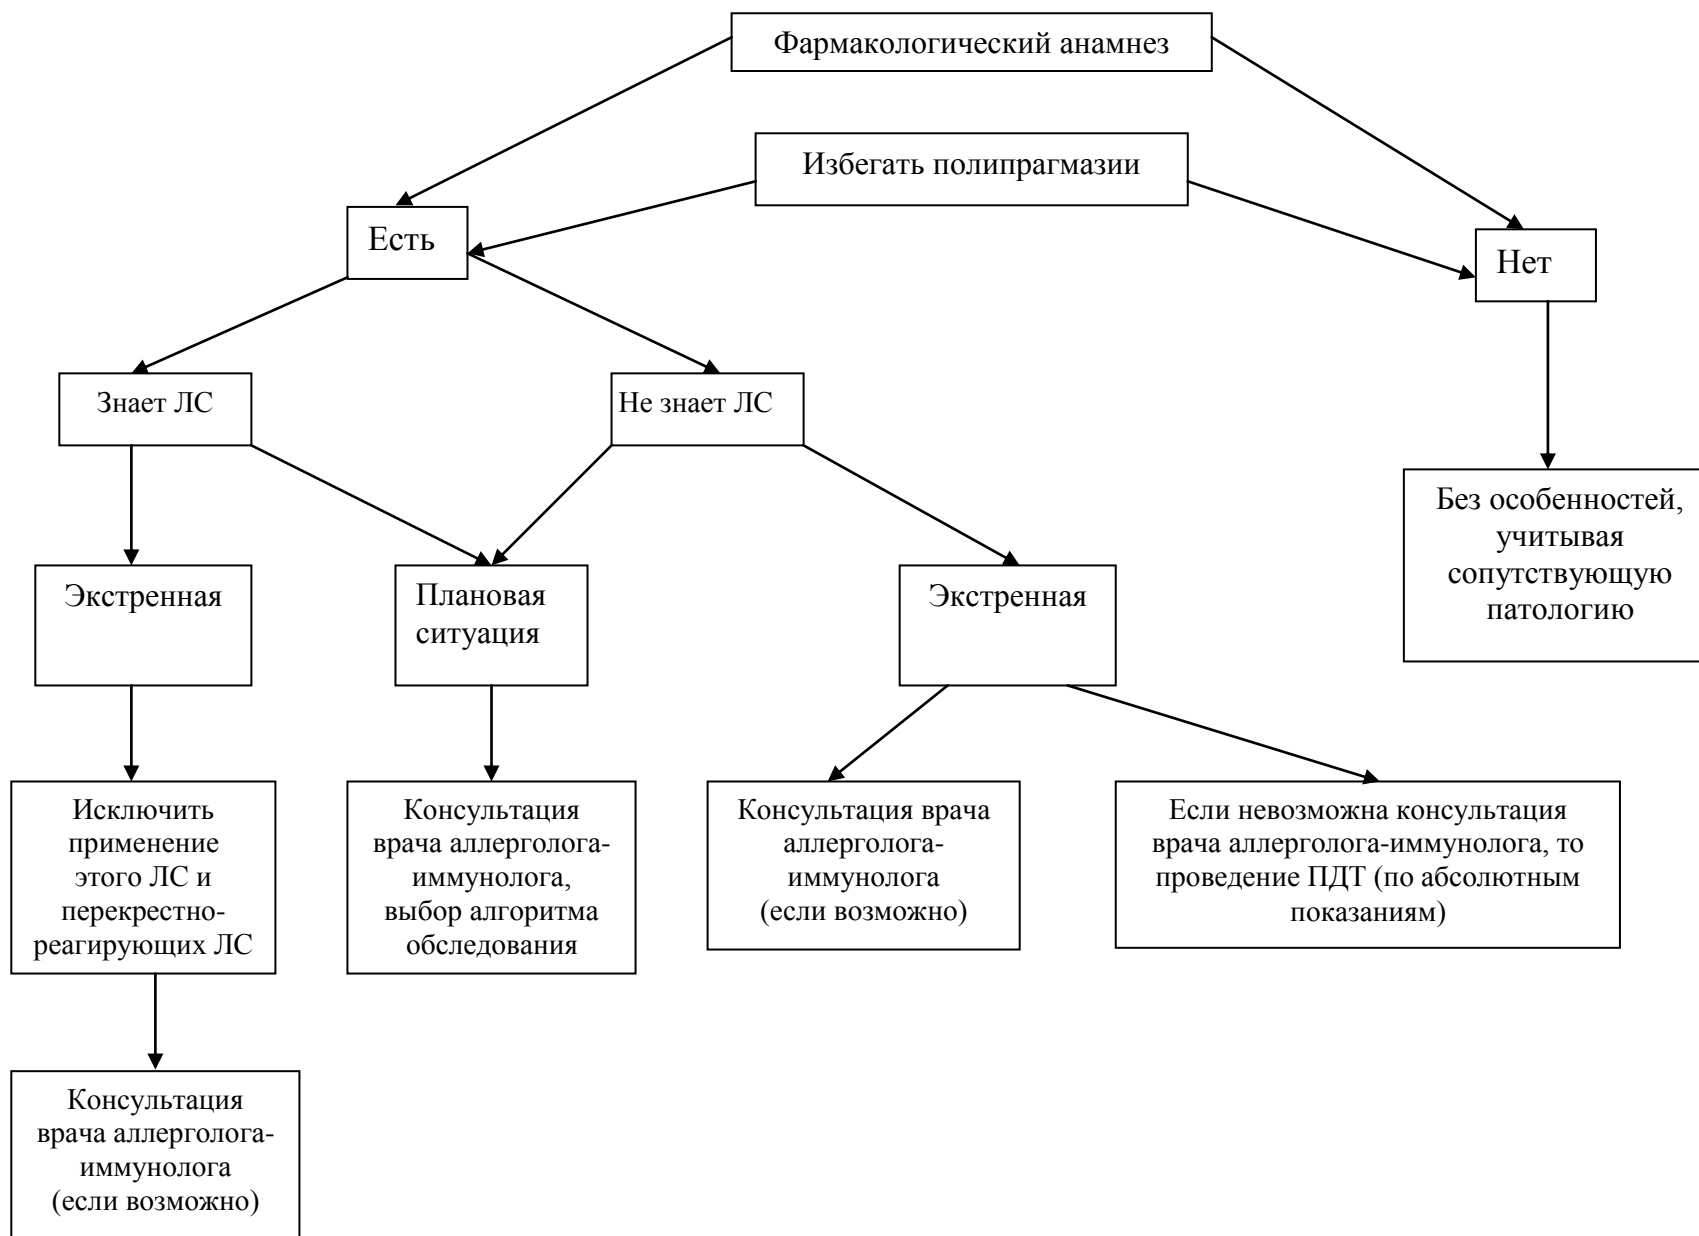 Фармакологический анамнез
Избегать полипрагмазии
Есть
Нет
Знает ЛС
Не знает ЛС
Без особенностей,
учитывая
сопутствующую
патологию
Экстренная
Плановая
ситуация
Экстренная
Исключить
применение
этого ЛС и
перекрестно-
реагирующих ЛС
Консультация
врача аллерголога-
иммунолога,
выбор алгоритма
обследования
Консультация врача
аллерголога-
иммунолога
(если возможно)
Если невозможна консультация
врача аллерголога-иммунолога, то
проведение ПДТ (по абсолютным
показаниям)
Консультация
врача аллерголога-
иммунолога
(если возможно)